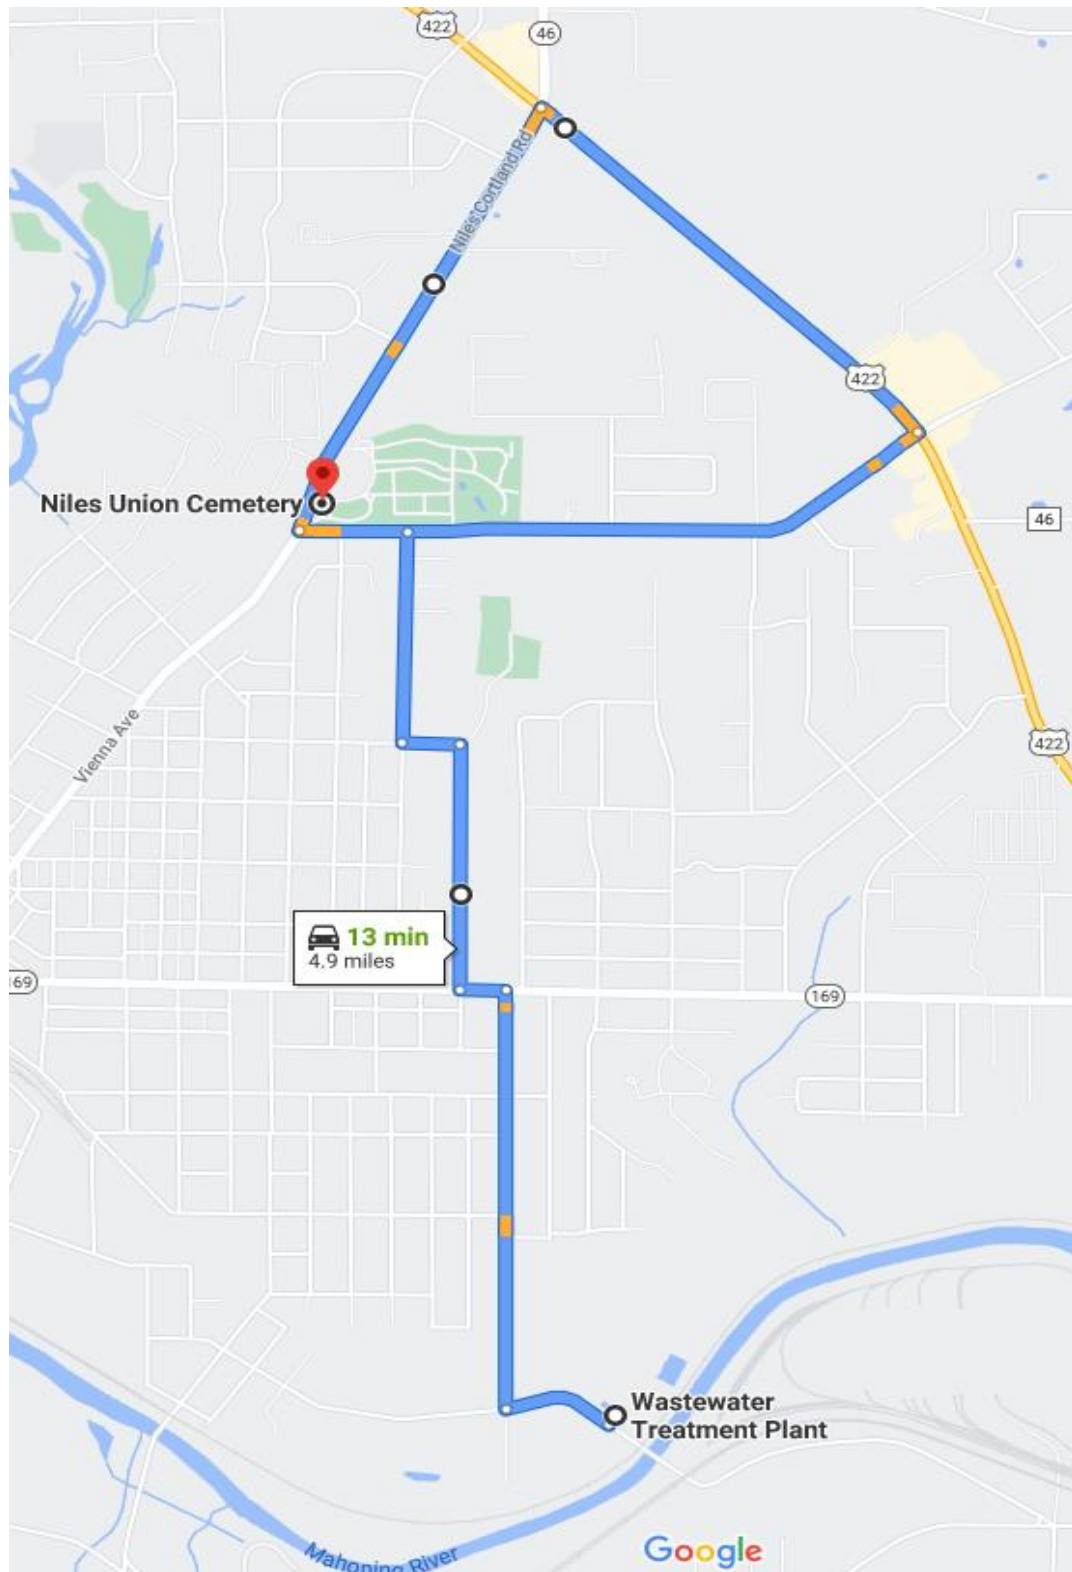 422
46
Niles Cortland Rd
422
Niles Union Cemetery
46
Vienna Ave
422
13 min
4.9 miles
169
169
Wastewater
Treatment Plant
Mahoning River
Google